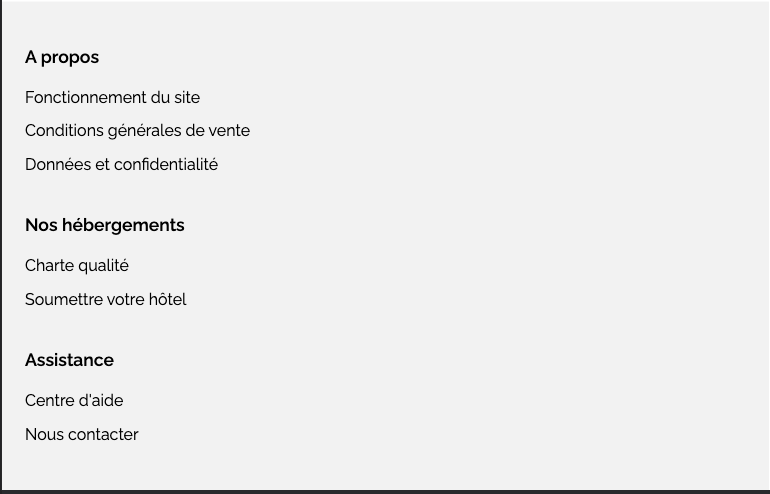 A propos
Fonctionnement du site
Conditions générales de vente
Données et confidentialité
Nos hébergements
Charte qualité
Soumettre votre hôtel
Assistance
Centre d'aide
Nous contacter